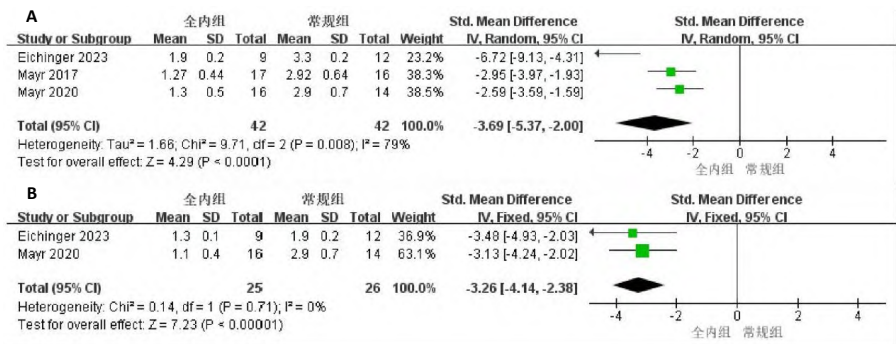 A
全内组 常规组 Std. Mean Difference Std. Mean Difference
Study or Subgroup Mean SD Total Mean SD Total Weight IV, Random, 95% CI IV, Random, 95% CI
Eichinger 2023 1.9 0.2 9 3.3 0.2 12 23.2% -6.72 [-9.13, -4.31]
Mayr 2017 1.27 0.44 17 2.92 0.64 16 38.3% -2.95 [-3.97, -1.93]
Mayr 2020 1.3 0.5 16 2.9 0.7 14 38.5% -2.59 [-3.59, -1.59]
Total (95% CI) 42 42 100.0% -3.69 [-5.37, -2.00]
Heterogeneity: Tau² = 1.66; Chi² = 9.71, df = 2 (P = 0.008); I² = 79%
Test for overall effect: Z = 4.29 (P < 0.0001)
-4 -2 0 2 4
全内组 常规组
B
全内组 常规组 Std. Mean Difference Std. Mean Difference
Study or Subgroup Mean SD Total Mean SD Total Weight IV, Fixed, 95% CI IV, Fixed, 95% CI
Eichinger 2023 1.3 0.1 9 1.9 0.2 12 36.9% -3.48 [-4.93, -2.03]
Mayr 2020 1.1 0.4 16 2.9 0.7 14 63.1% -3.13 [-4.24, -2.02]
Total (95% CI) 25 26 100.0% -3.26 [-4.14, -2.38]
Heterogeneity: Chi² = 0.14, df = 1 (P = 0.71); I² = 0%
Test for overall effect: Z = 7.23 (P < 0.00001)
-4 -2 0 2 4
全内组 常规组